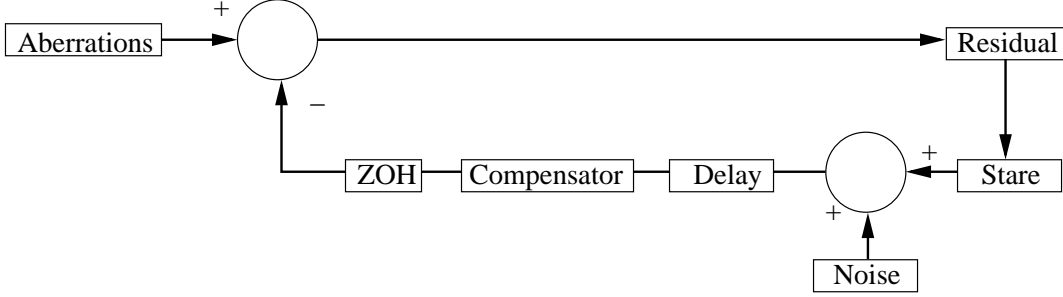 +
Aberrations
Residual
−
+
ZOH
Compensator
Delay
Stare
+
Noise